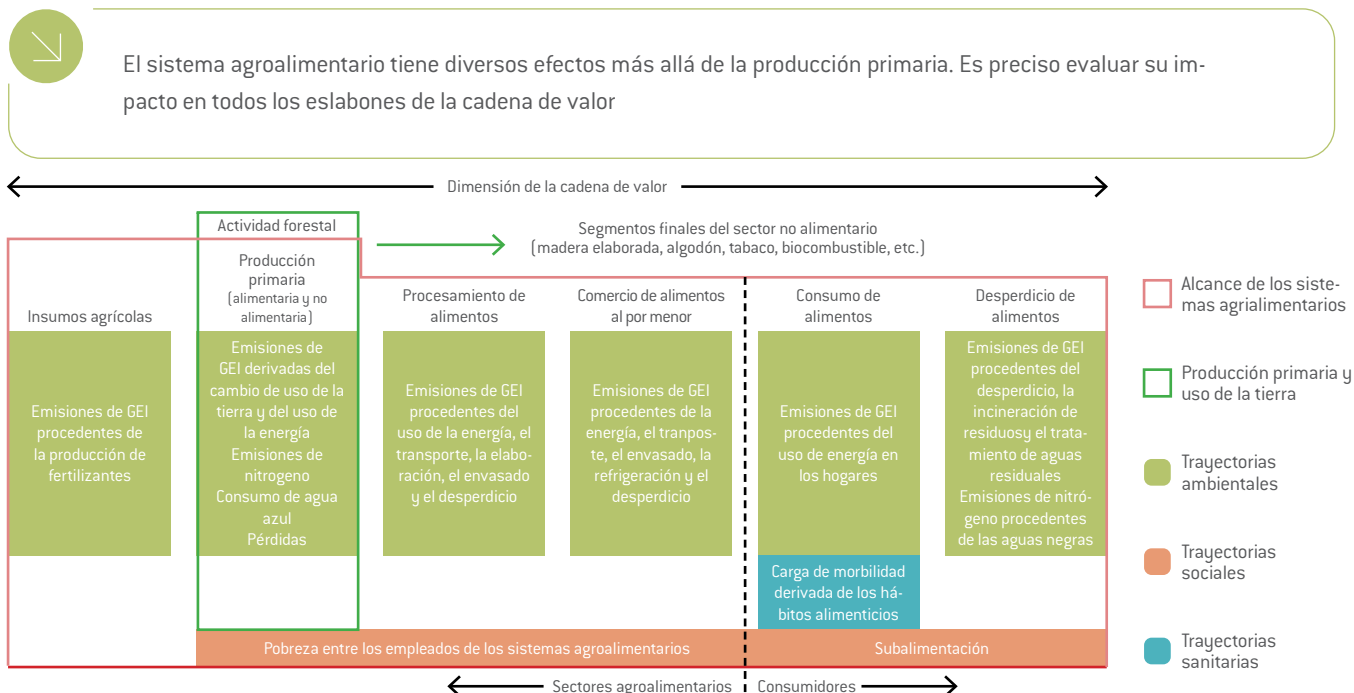 El sistema agroalimentario tiene diversos efectos más allá de la producción primaria. Es preciso evaluar su im-
pacto en todos los eslabones de la cadena de valor
Dimensión de la cadena de valor
Actividad forestal
Segmentos finales del sector no alimentario
(madera elaborada, algodón, tabaco, biocombustible, etc.)
Insumos agrícolas
Producción
primaria
(alimentaria y no
alimentaria)
Procesamiento de
alimentos
Comercio de alimentos
al por menor
Consumo de
alimentos
Desperdicio de
alimentos
Emisiones de GEI
procedentes de
la producción de
fertilizantes
Emisiones de
GEI derivadas del
cambio de uso de la
tierra y del uso de
la energía
Emisiones de
nitrogeno
Consumo de agua
azul
Pérdidas
Emisiones de GEI
procedentes del
uso de la energía, el
transporte, la elabo-
ración, el envasado
y el desperdicio
Emisiones de GEI
procedentes de la
energía, el tranpos-
te, el envasado, la
refrigeración y el
desperdicio
Emisiones de GEI
procedentes del
uso de energía en
los hogares
Emisiones de GEI
procedentes del
desperdicio, la
incineración de
residuosy el trata-
miento de aguas
residuales
Emisiones de nitró-
geno procedentes
de las aguas negras
Carga de morbilidad
derivada de los há-
bitos alimenticios
Pobreza entre los empleados de los sistemas agroalimentarios
Subalimentación
Sectores agroalimentarios
Consumidores
Alcance de los siste-
mas agrialimentarios
Producción primaria y
uso de la tierra
Trayectorias
ambientales
Trayectorias
sociales
Trayectorias
sanitarias